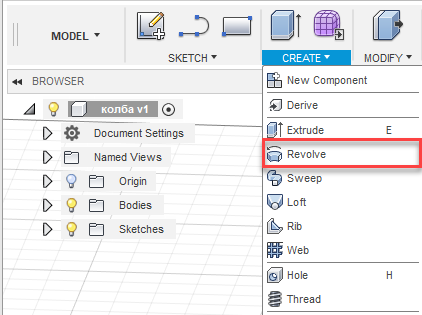 MODEL
SKETCH
CREATE
MODIFY
BROWSER
New Component
колба v1
Derive
Document Settings
Extrude E
Named Views
Revolve
Origin
Sweep
Bodies
Loft
Sketches
Rib
Web
Hole H
Thread